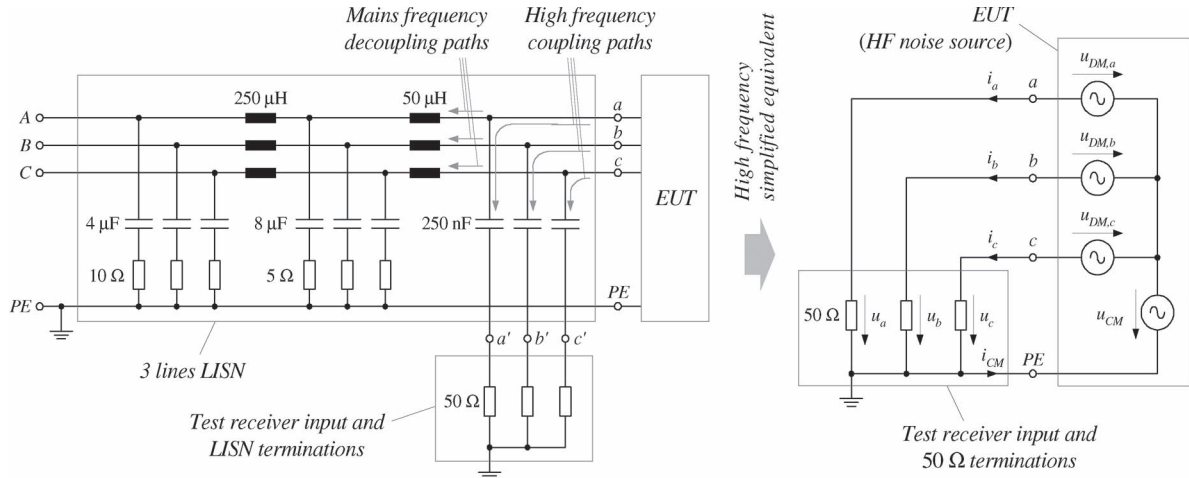 Mains frequency
decoupling paths
High frequency
coupling paths
250 μH
50 μH
A
B
C
a
b
c
EUT
4 μF
8 μF
250 nF
10 Ω
5 Ω
PE
PE
3 lines LISN
a'
b'
c'
50 Ω
Test receiver input and
LISN terminations
High frequency
simplified equivalent
EUT
(HF noise source)
i_a
a
u_DM,a
i_b
b
u_DM,b
i_c
c
u_DM,c
50 Ω
u_a
u_b
u_c
u_CM
i_CM
PE
Test receiver input and
50 Ω terminations